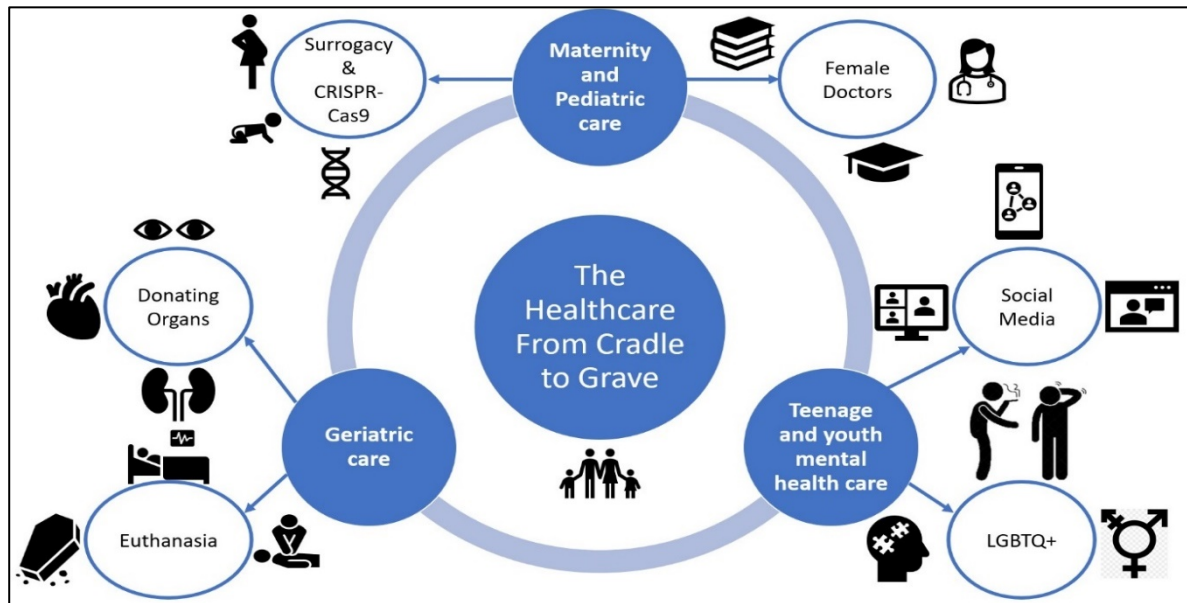 Surrogacy
&
CRISPR-
Cas9
Maternity
and
Pediatric
care
Female
Doctors
Donating
Organs
The
Healthcare
From Cradle
to Grave
Social
Media
Geriatric
care
Teenage
and youth
mental
health care
Euthanasia
LGBTQ+